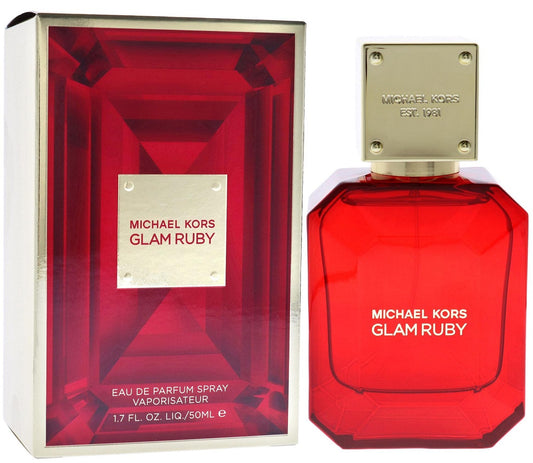 MICHAEL KORS
GLAM RUBY
EAU DE PARFUM SPRAY
VAPORISATEUR
1.7 FL. OZ. LIQ./50ML ℮
MICHAEL KORS
EST. 1981
MICHAEL KORS
GLAM RUBY